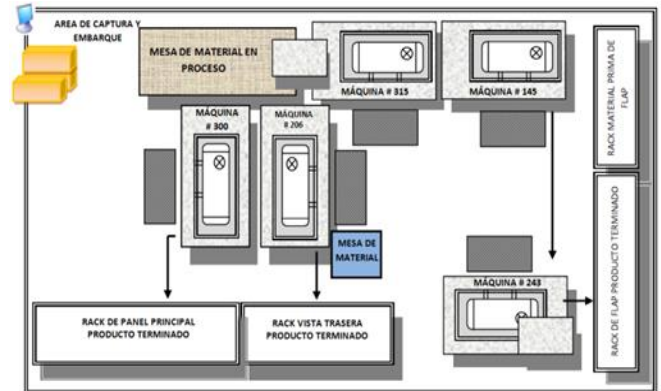 AREA DE CAPTURA Y
EMBARQUE
MESA DE MATERIAL EN
PROCESO
MÁQUINA # 315
MÁQUINA # 145
RACK MATERIAL PRIMA DE
FLAP
MÁQUINA
# 300
MÁQUINA
# 206
MESA DE
MATERIAL
MÁQUINA # 243
RACK DE FLAP PRODUCTO TERMINADO
RACK DE PANEL PRINCIPAL
PRODUCTO TERMINADO
RACK VISTA TRASERA
PRODUCTO TERMINADO